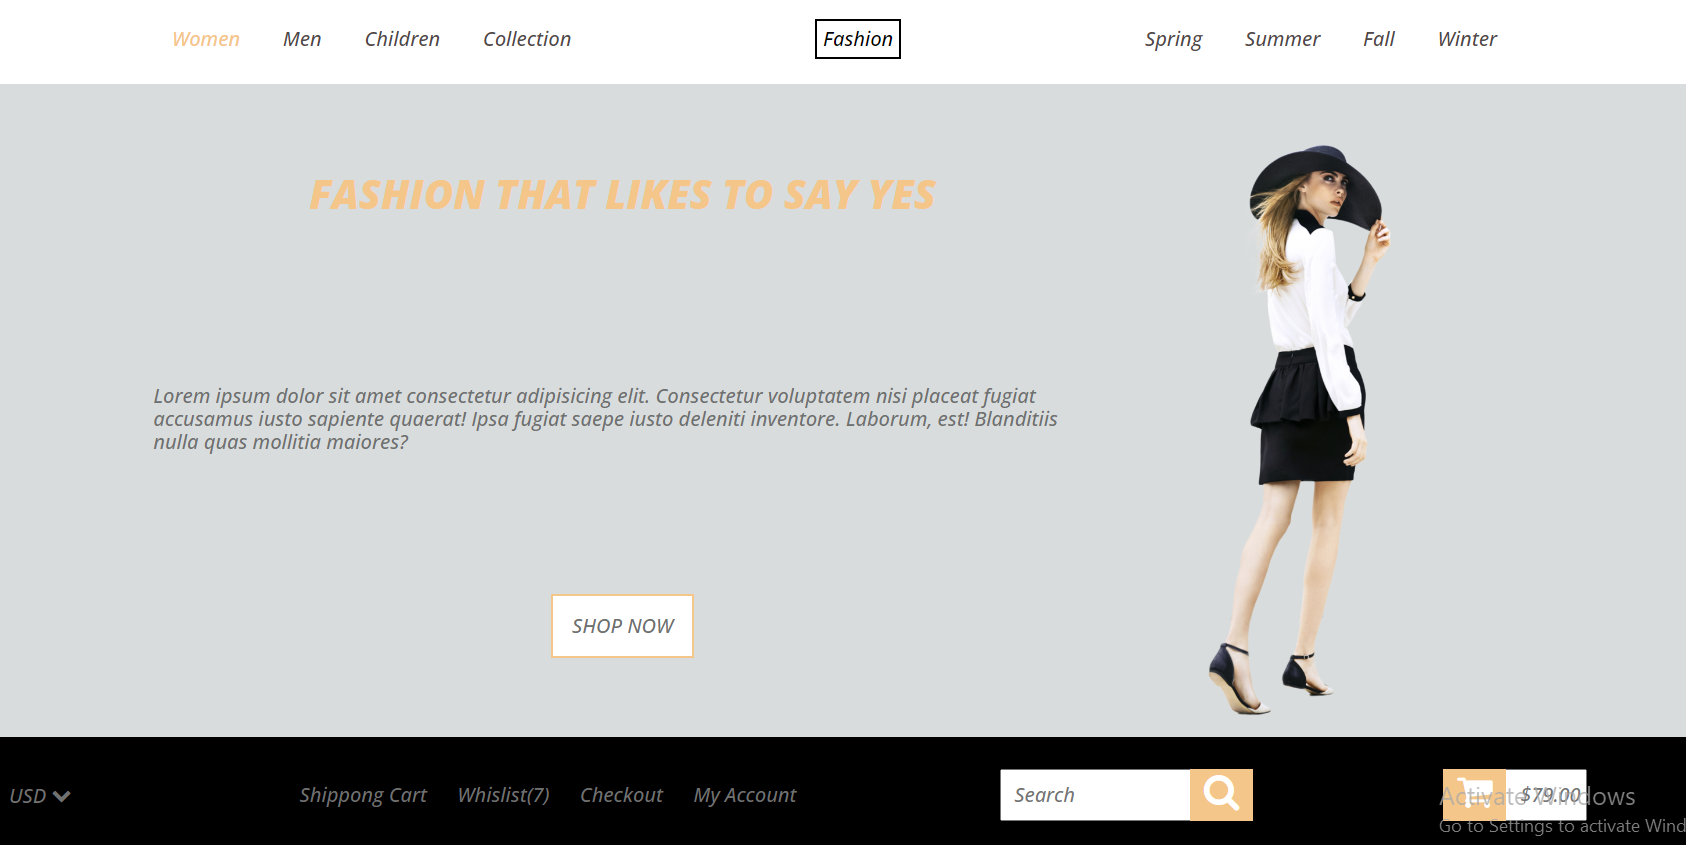 Women Men Children Collection Fashion Spring Summer Fall Winter
FASHION THAT LIKES TO SAY YES
Lorem ipsum dolor sit amet consectetur adipisicing elit. Consectetur voluptatem nisi placeat fugiat
accusamus iusto sapiente quaerat! Ipsa fugiat saepe iusto deleniti inventore. Laborum, est! Blanditiis
nulla quas mollitia maiores?
SHOP NOW
USD Shippong Cart Whislist(7) Checkout My Account Search $79.00
Activate Windows
Go to Settings to activate Wind